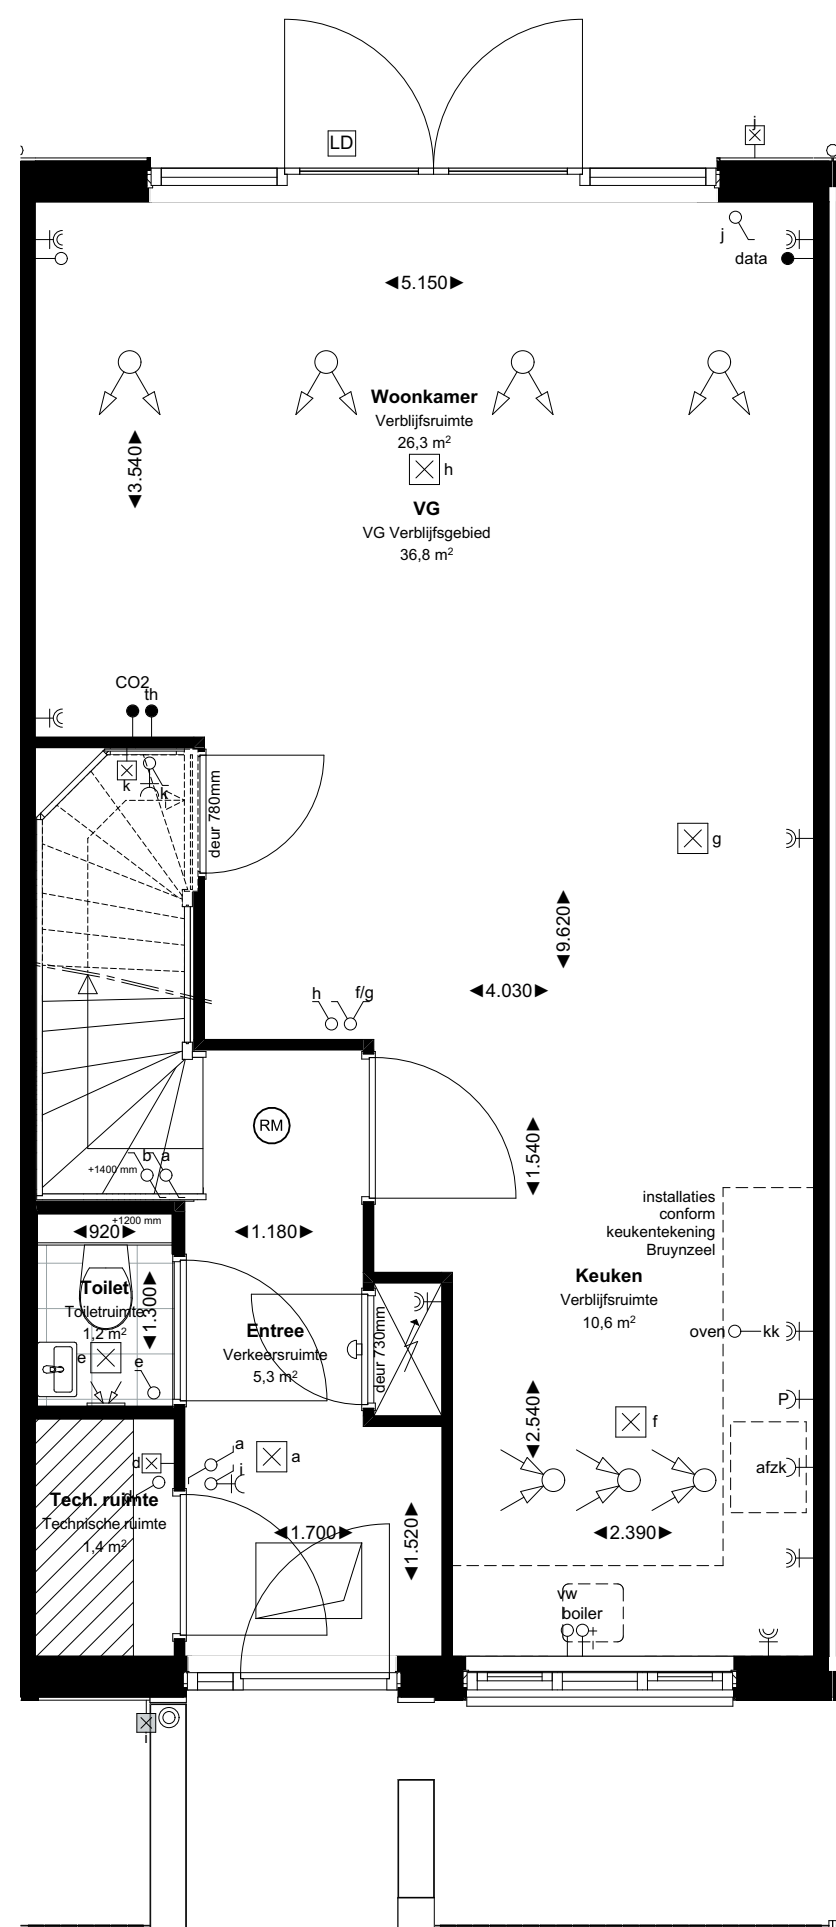 LD
j
j
data
5.150
Woonkamer
Verblijfsruimte
26,3 m²
3.540
h
VG
VG Verblijfsgebied
36,8 m²
CO2
th
k
k
deur 780mm
g
9.620
4.030
h
f/g
RM
b a
+1400 mm
1.540
installaties
conform
keukentekening
Bruynzeel
+1200 mm
920
1.180
Toilet
Toiletruimte
1,2 m²
1.300
e
e
Entree
Verkeersruimte
5,3 m²
deur 730mm
Keuken
Verblijfsruimte
10,6 m²
oven
kk
P
f
2.540
afzk
a
i
a
d
d
Tech. ruimte
Technische ruimte
1,4 m²
1.700
1.520
2.390
vw
boiler
i